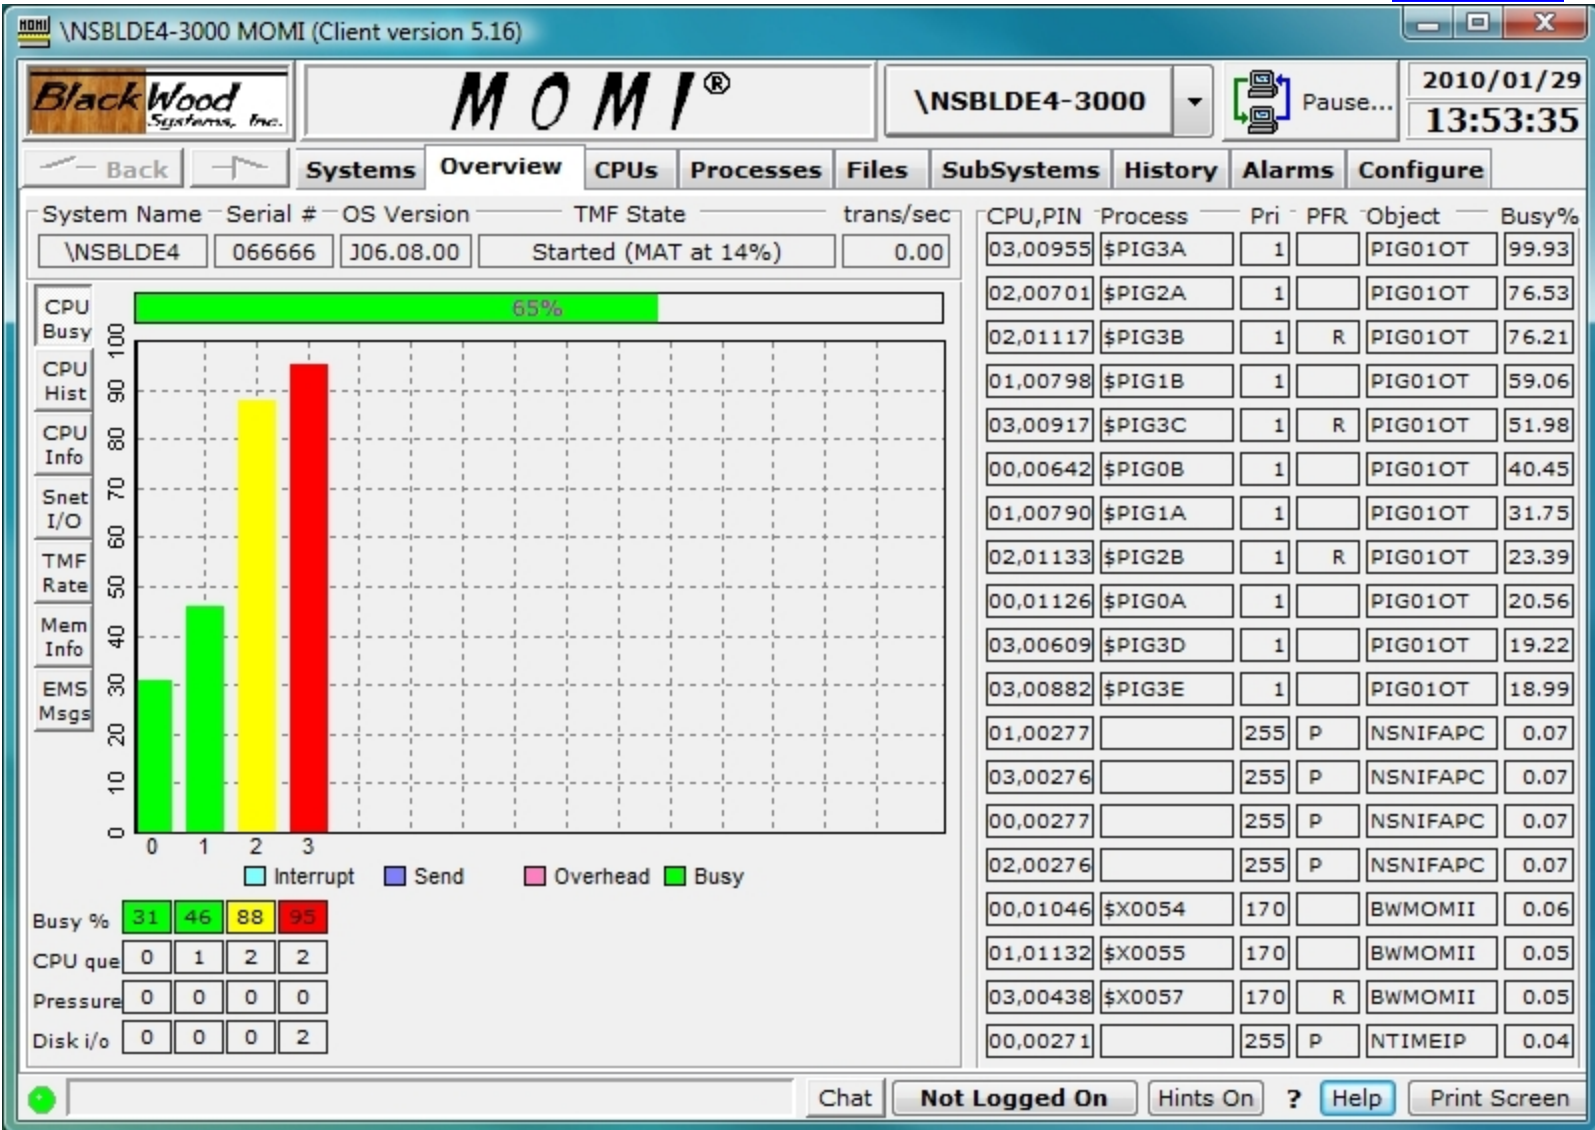 \NSBLDE4-3000 MOMI (Client version 5.16)
BlackWood Systems, Inc.
MOMI®
\NSBLDE4-3000
Pause...
2010/01/29
13:53:35
Back
Systems Overview CPUs Processes Files SubSystems History Alarms Configure
System Name Serial # OS Version TMF State trans/sec
\NSBLDE4 066666 J06.08.00 Started (MAT at 14%) 0.00
CPU Busy
CPU Hist
CPU Info
Snet I/O
TMF Rate
Mem Info
EMS Msgs
65%
100
90
80
70
60
50
40
30
20
10
0
0 1 2 3
Interrupt Send Overhead Busy
Busy % 31 46 88 95
CPU que 0 1 2 2
Pressure 0 0 0 0
Disk i/o 0 0 0 2
CPU,PIN Process Pri PFR Object Busy%
03,00955 $PIG3A 1 PIG01OT 99.93
02,00701 $PIG2A 1 PIG01OT 76.53
02,01117 $PIG3B 1 R PIG01OT 76.21
01,00798 $PIG1B 1 PIG01OT 59.06
03,00917 $PIG3C 1 R PIG01OT 51.98
00,00642 $PIG0B 1 PIG01OT 40.45
01,00790 $PIG1A 1 PIG01OT 31.75
02,01133 $PIG2B 1 R PIG01OT 23.39
00,01126 $PIG0A 1 PIG01OT 20.56
03,00609 $PIG3D 1 PIG01OT 19.22
03,00882 $PIG3E 1 PIG01OT 18.99
01,00277 255 P NSNIFAPC 0.07
03,00276 255 P NSNIFAPC 0.07
00,00277 255 P NSNIFAPC 0.07
02,00276 255 P NSNIFAPC 0.07
00,01046 $X0054 170 BWMOMII 0.06
01,01132 $X0055 170 BWMOMII 0.05
03,00438 $X0057 170 R BWMOMII 0.05
00,00271 255 P NTIMEIP 0.04
Chat Not Logged On Hints On ? Help Print Screen